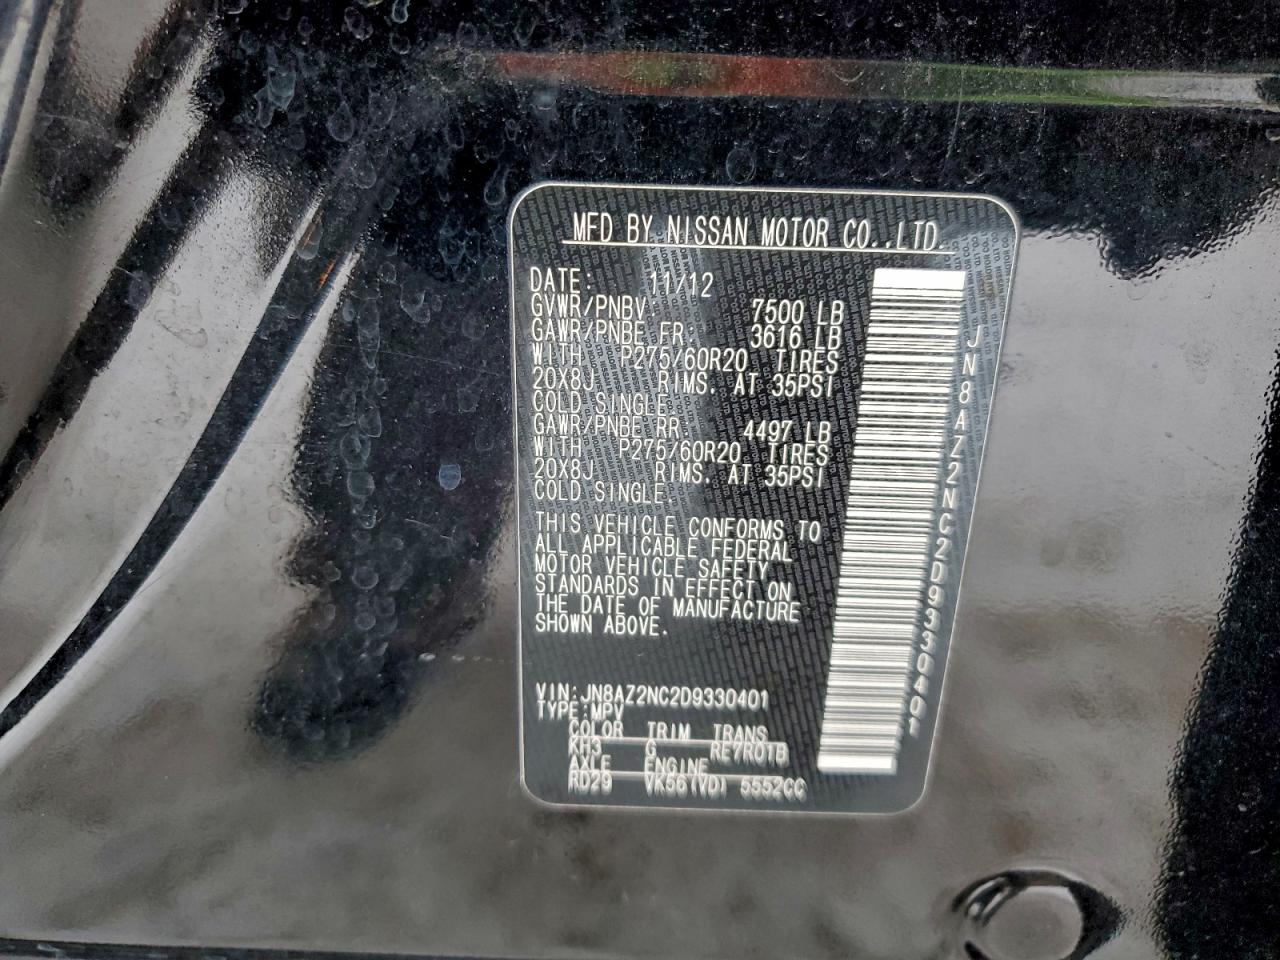 MFD BY NISSAN MOTOR CO.,LTD.
DATE: 11/12
GVWR/PNBV: 7500 LB
GAWR/PNBE FR: 3616 LB
WITH P275/60R20 TIRES
20X8J RIMS. AT 35PSI
COLD SINGLE.
GAWR/PNBE RR: 4497 LB
WITH P275/60R20 TIRES
20X8J RIMS. AT 35PSI
COLD SINGLE.
THIS VEHICLE CONFORMS TO
ALL APPLICABLE FEDERAL
MOTOR VEHICLE SAFETY
STANDARDS IN EFFECT ON
THE DATE OF MANUFACTURE
SHOWN ABOVE.
VIN:JN8AZ2NC2D9330401
TYPE:MPV
COLOR TRIM TRANS
KH3 G RE7R01B
AXLE ENGINE
RD29 VK56(VD) 5552CC
JN8AZ2NC2D9330401